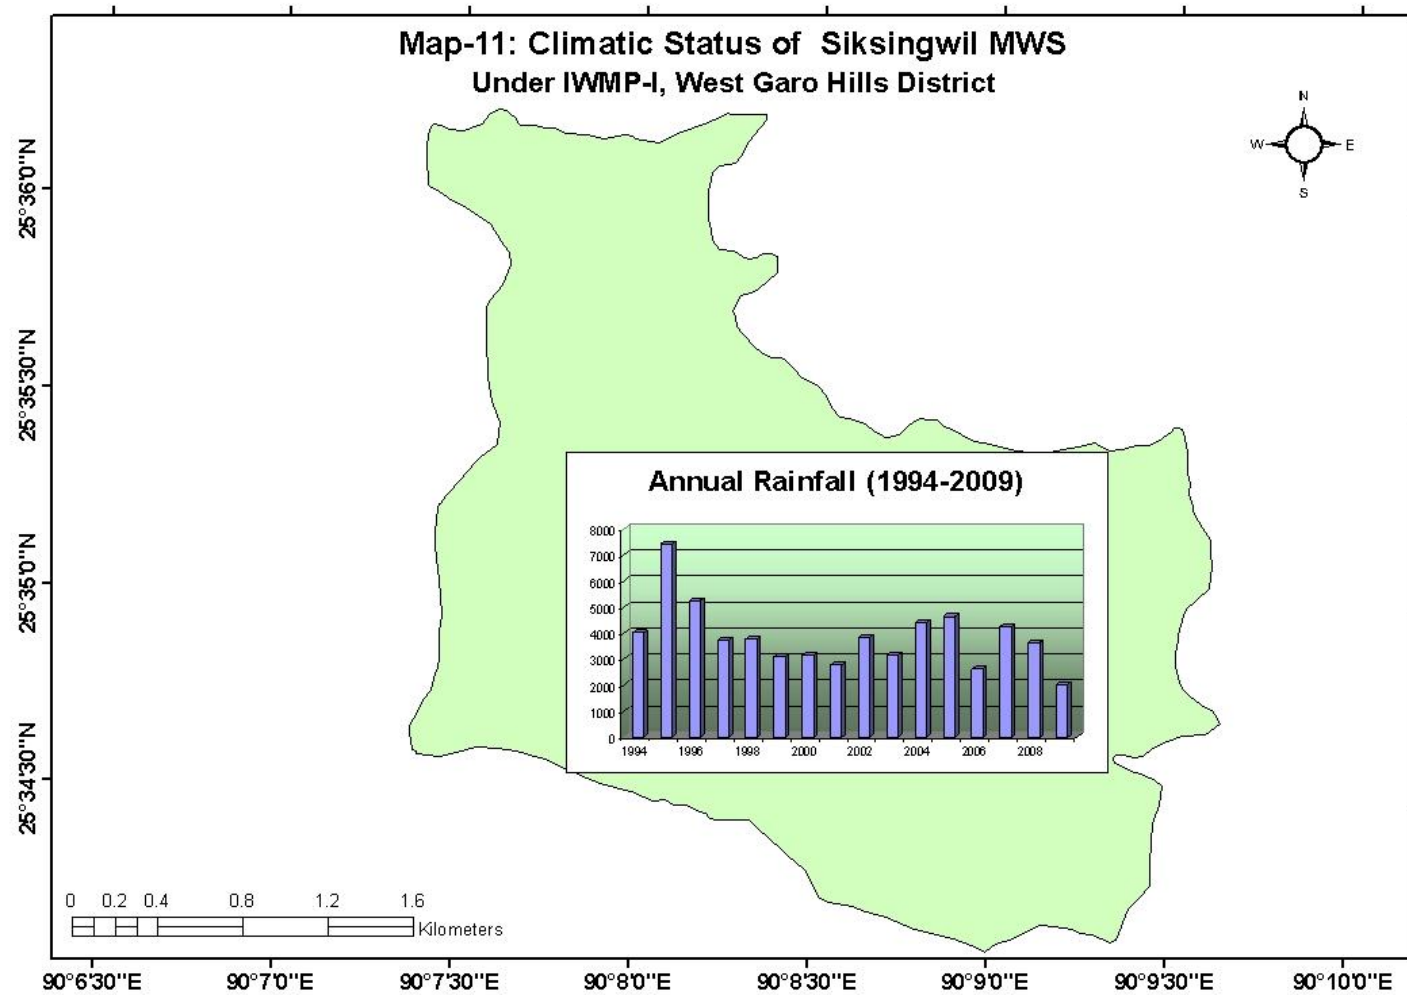 Map-11: Climatic Status of Siksingwil MWS
Under IWMP-I, West Garo Hills District
N
W E
S
25°36'0"N
25°35'30"N
25°35'0"N
25°34'30"N
Annual Rainfall (1994-2009)
8000
7000
6000
5000
4000
3000
2000
1000
0
1994 1996 1998 2000 2002 2004 2006 2008
0 0.2 0.4 0.8 1.2 1.6
Kilometers
90°6'30"E 90°7'0"E 90°7'30"E 90°8'0"E 90°8'30"E 90°9'0"E 90°9'30"E 90°10'0"E